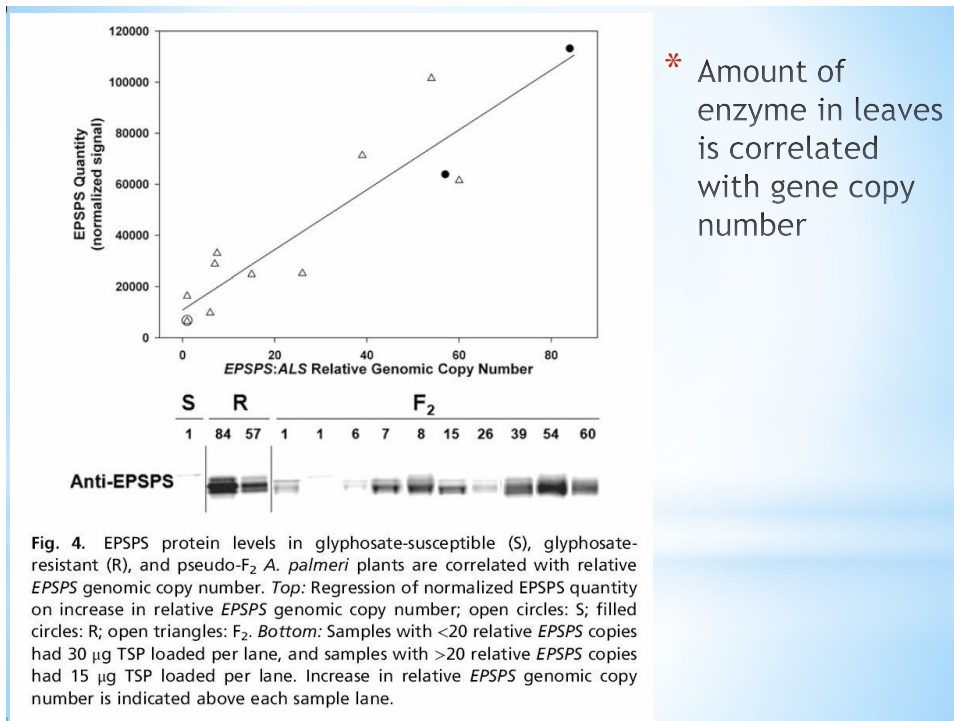 120000
100000
80000
60000
40000
20000
0
EPSPS Quantity
(normalized signal)
0 20 40 60 80
EPSPS:ALS Relative Genomic Copy Number
S R F₂
1 84 57 1 1 6 7 8 15 26 39 54 60
Anti-EPSPS
Fig. 4. EPSPS protein levels in glyphosate-susceptible (S), glyphosate-
resistant (R), and pseudo-F₂ A. palmeri plants are correlated with relative
EPSPS genomic copy number. Top: Regression of normalized EPSPS quantity
on increase in relative EPSPS genomic copy number; open circles: S; filled
circles: R; open triangles: F₂. Bottom: Samples with <20 relative EPSPS copies
had 30 μg TSP loaded per lane, and samples with >20 relative EPSPS copies
had 15 μg TSP loaded per lane. Increase in relative EPSPS genomic copy
number is indicated above each sample lane.
* Amount of
enzyme in leaves
is correlated
with gene copy
number